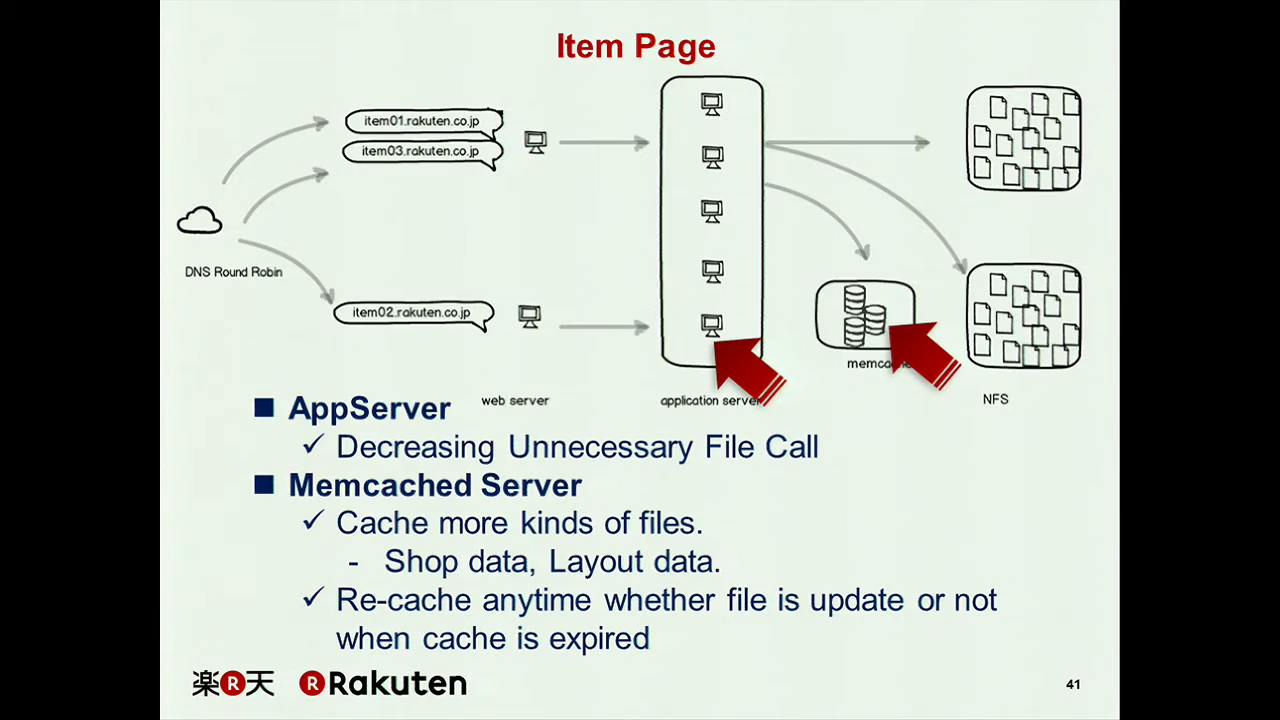 Item Page
item01.rakuten.co.jp
item03.rakuten.co.jp
DNS Round Robin
item02.rakuten.co.jp
NFS
web server
application server
AppServer
Decreasing Unnecessary File Call
Memcached Server
Cache more kinds of files.
- Shop data, Layout data.
Re-cache anytime whether file is update or not
when cache is expired
楽R天 R Rakuten
41